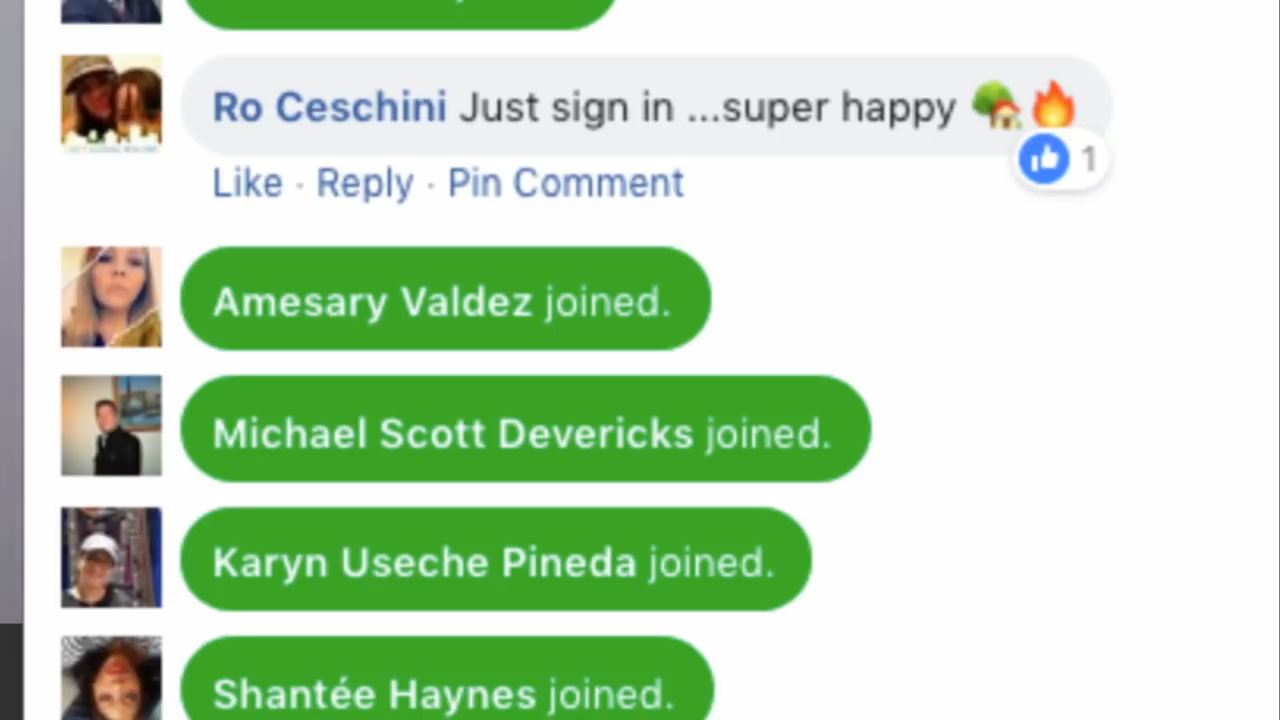 Ro Ceschini Just sign in ...super happy 🏡🔥
1
Like · Reply · Pin Comment
Amesary Valdez joined.
Michael Scott Devericks joined.
Karyn Useche Pineda joined.
Shantée Haynes joined.